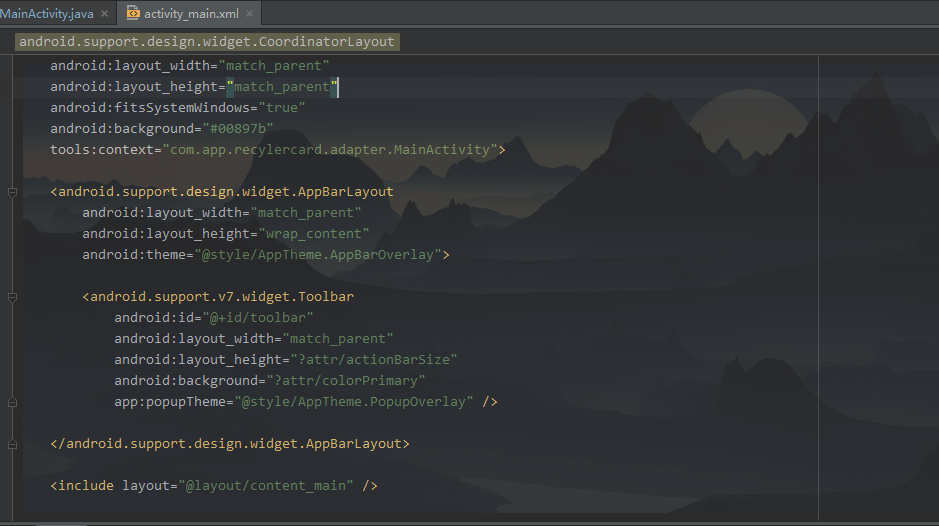 MainActivity.java ×
activity_main.xml ×
android.support.design.widget.CoordinatorLayout
android:layout_width="match_parent"
android:layout_height="match_parent"
android:fitsSystemWindows="true"
android:background="#00897b"
tools:context="com.app.recylercard.adapter.MainActivity">
<android.support.design.widget.AppBarLayout
android:layout_width="match_parent"
android:layout_height="wrap_content"
android:theme="@style/AppTheme.AppBarOverlay">
<android.support.v7.widget.Toolbar
android:id="@+id/toolbar"
android:layout_width="match_parent"
android:layout_height="?attr/actionBarSize"
android:background="?attr/colorPrimary"
app:popupTheme="@style/AppTheme.PopupOverlay" />
</android.support.design.widget.AppBarLayout>
<include layout="@layout/content_main" />